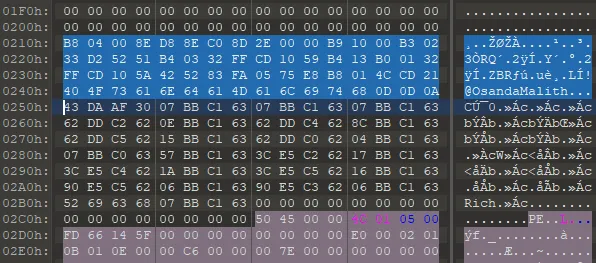 01F0h: 00 00 00 00 00 00 00 00 00 00 00 00 00 00 00 00 ................
0200h: 00 00 00 00 00 00 00 00 00 00 00 00 00 00 00 00 ................
0210h: B8 04 00 8E D8 8E C0 8D 2E 00 00 B9 10 00 B3 02 ¸..ŽØŽÀ....¹..³.
0220h: 33 D2 52 51 B4 03 32 FF CD 10 59 B4 13 B0 01 32 3ÒRQ´.2ÿÍ.Y´.°.2
0230h: FF CD 10 5A 42 52 83 FA 05 75 E8 B8 01 4C CD 21 ÿÍ.ZBRƒú.uè¸.LÍ!
0240h: 40 4F 73 61 6E 64 61 4D 61 6C 69 74 68 0D 0D 0A @OsandaMalith...
0250h: 43 DA AF 30 07 BB C1 63 07 BB C1 63 07 BB C1 63 CÚ¯0.»Ác.»Ác.»Ác
0260h: 62 DD C2 62 0E BB C1 63 62 DD C4 62 8C BB C1 63 bÝÂb.»ÁcbÝÄbŒ»Ác
0270h: 62 DD C5 62 15 BB C1 63 62 DD C0 62 04 BB C1 63 bÝÅb.»ÁcbÝÀb.»Ác
0280h: 07 BB C0 63 57 BB C1 63 3C E5 C2 62 17 BB C1 63 .»ÀcW»Ác<åÂb.»Ác
0290h: 3C E5 C4 62 1A BB C1 63 3C E5 C5 62 16 BB C1 63 <åÄb.»Ác<åÅb.»Ác
02A0h: 90 E5 C5 62 06 BB C1 63 90 E5 C3 62 06 BB C1 63 .åÅb.»Ác.åÃb.»Ác
02B0h: 52 69 63 68 07 BB C1 63 00 00 00 00 00 00 00 00 Rich.»Ác........
02C0h: 00 00 00 00 00 00 00 00 50 45 00 00 4C 01 05 00 ........PE..L...
02D0h: FD 66 14 5F 00 00 00 00 00 00 00 00 E0 00 02 01 ýf._........à...
02E0h: 0B 01 0E 00 00 C6 00 00 00 7E 00 00 00 00 00 00 .....Æ...~......